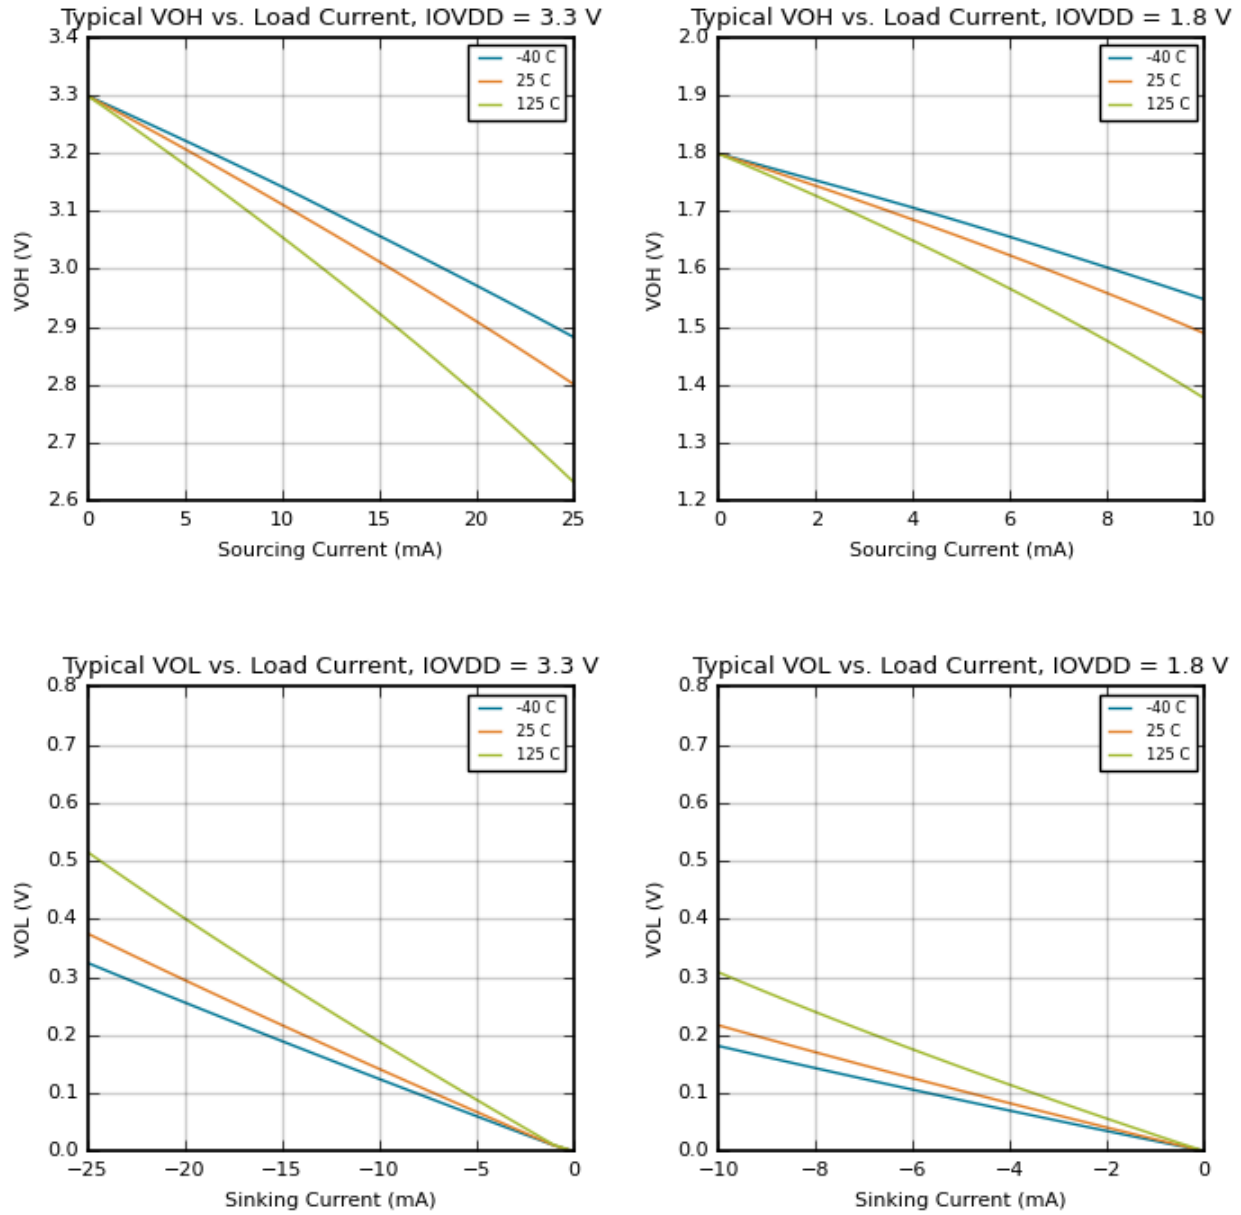 Typical VOH vs. Load Current, IOVDD = 3.3 V
3.4
3.3
3.2
3.1
3.0
2.9
2.8
2.7
2.6
VOH (V)
-40 C
25 C
125 C
0 5 10 15 20 25
Sourcing Current (mA)
Typical VOH vs. Load Current, IOVDD = 1.8 V
2.0
1.9
1.8
1.7
1.6
1.5
1.4
1.3
1.2
VOH (V)
-40 C
25 C
125 C
0 2 4 6 8 10
Sourcing Current (mA)
Typical VOL vs. Load Current, IOVDD = 3.3 V
0.8
0.7
0.6
0.5
0.4
0.3
0.2
0.1
0.0
VOL (V)
-40 C
25 C
125 C
−25 −20 −15 −10 −5 0
Sinking Current (mA)
Typical VOL vs. Load Current, IOVDD = 1.8 V
0.8
0.7
0.6
0.5
0.4
0.3
0.2
0.1
0.0
VOL (V)
-40 C
25 C
125 C
−10 −8 −6 −4 −2 0
Sinking Current (mA)